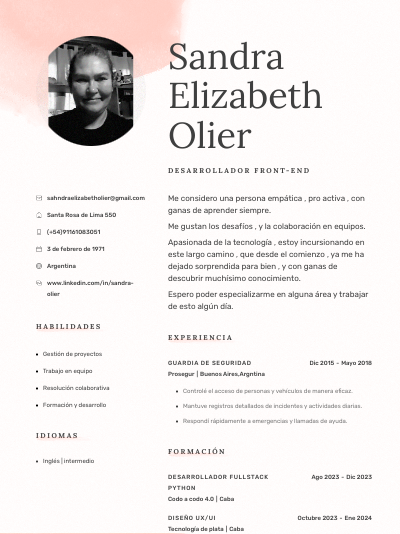 Sandra
Elizabeth
Olier
DESARROLLADOR FRONT-END
sahndraelizabetholier@gmail.com
Santa Rosa de Lima 550
(+54)91161083051
3 de febrero de 1971
Argentina
www.linkedin.com/in/sandra-
olier
HABILIDADES
Gestión de proyectos
Trabajo en equipo
Resolución colaborativa
Formación y desarrollo
IDIOMAS
Inglés | intermedio
Me considero una persona empática , pro activa , con
ganas de aprender siempre.
Me gustan los desafíos , y la colaboración en equipos.
Apasionada de la tecnología , estoy incursionando en
este largo camino , que desde el comienzo , ya me ha
dejado sorprendida para bien , y con ganas de
descubrir muchísimo conocimiento.
Espero poder especializarme en alguna área y trabajar
de esto algún día.
EXPERIENCIA
GUARDIA DE SEGURIDAD Dic 2015 - Mayo 2018
Prosegur | Buenos Aires,Argntina
Controlé el acceso de personas y vehículos de manera eficaz.
Mantuve registros detallados de incidentes y actividades diarias.
Respondí rápidamente a emergencias y llamadas de ayuda.
FORMACIÓN
DESARROLLADOR FULLSTACK Ago 2023 - Dic 2023
PYTHON
Codo a codo 4.0 | Caba
DISEÑO UX/UI Octubre 2023 - Ene 2024
Tecnología de plata | Caba